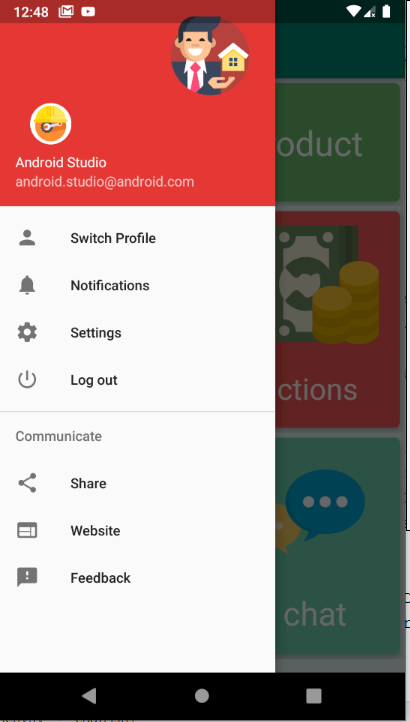 12:48
Android Studio
android.studio@android.com
Switch Profile
Notifications
Settings
Log out
Communicate
Share
Website
Feedback
oduct
ctions
chat